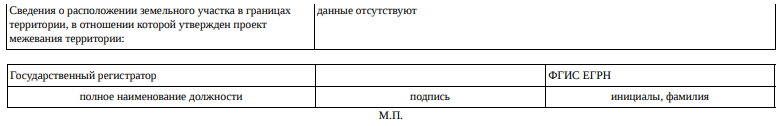 Сведения о расположении земельного участка в границах
территории, в отношении которой утвержден проект
межевания территории:
данные отсутствуют
Государственный регистратор
ФГИС ЕГРН
полное наименование должности
подпись
инициалы, фамилия
М.П.